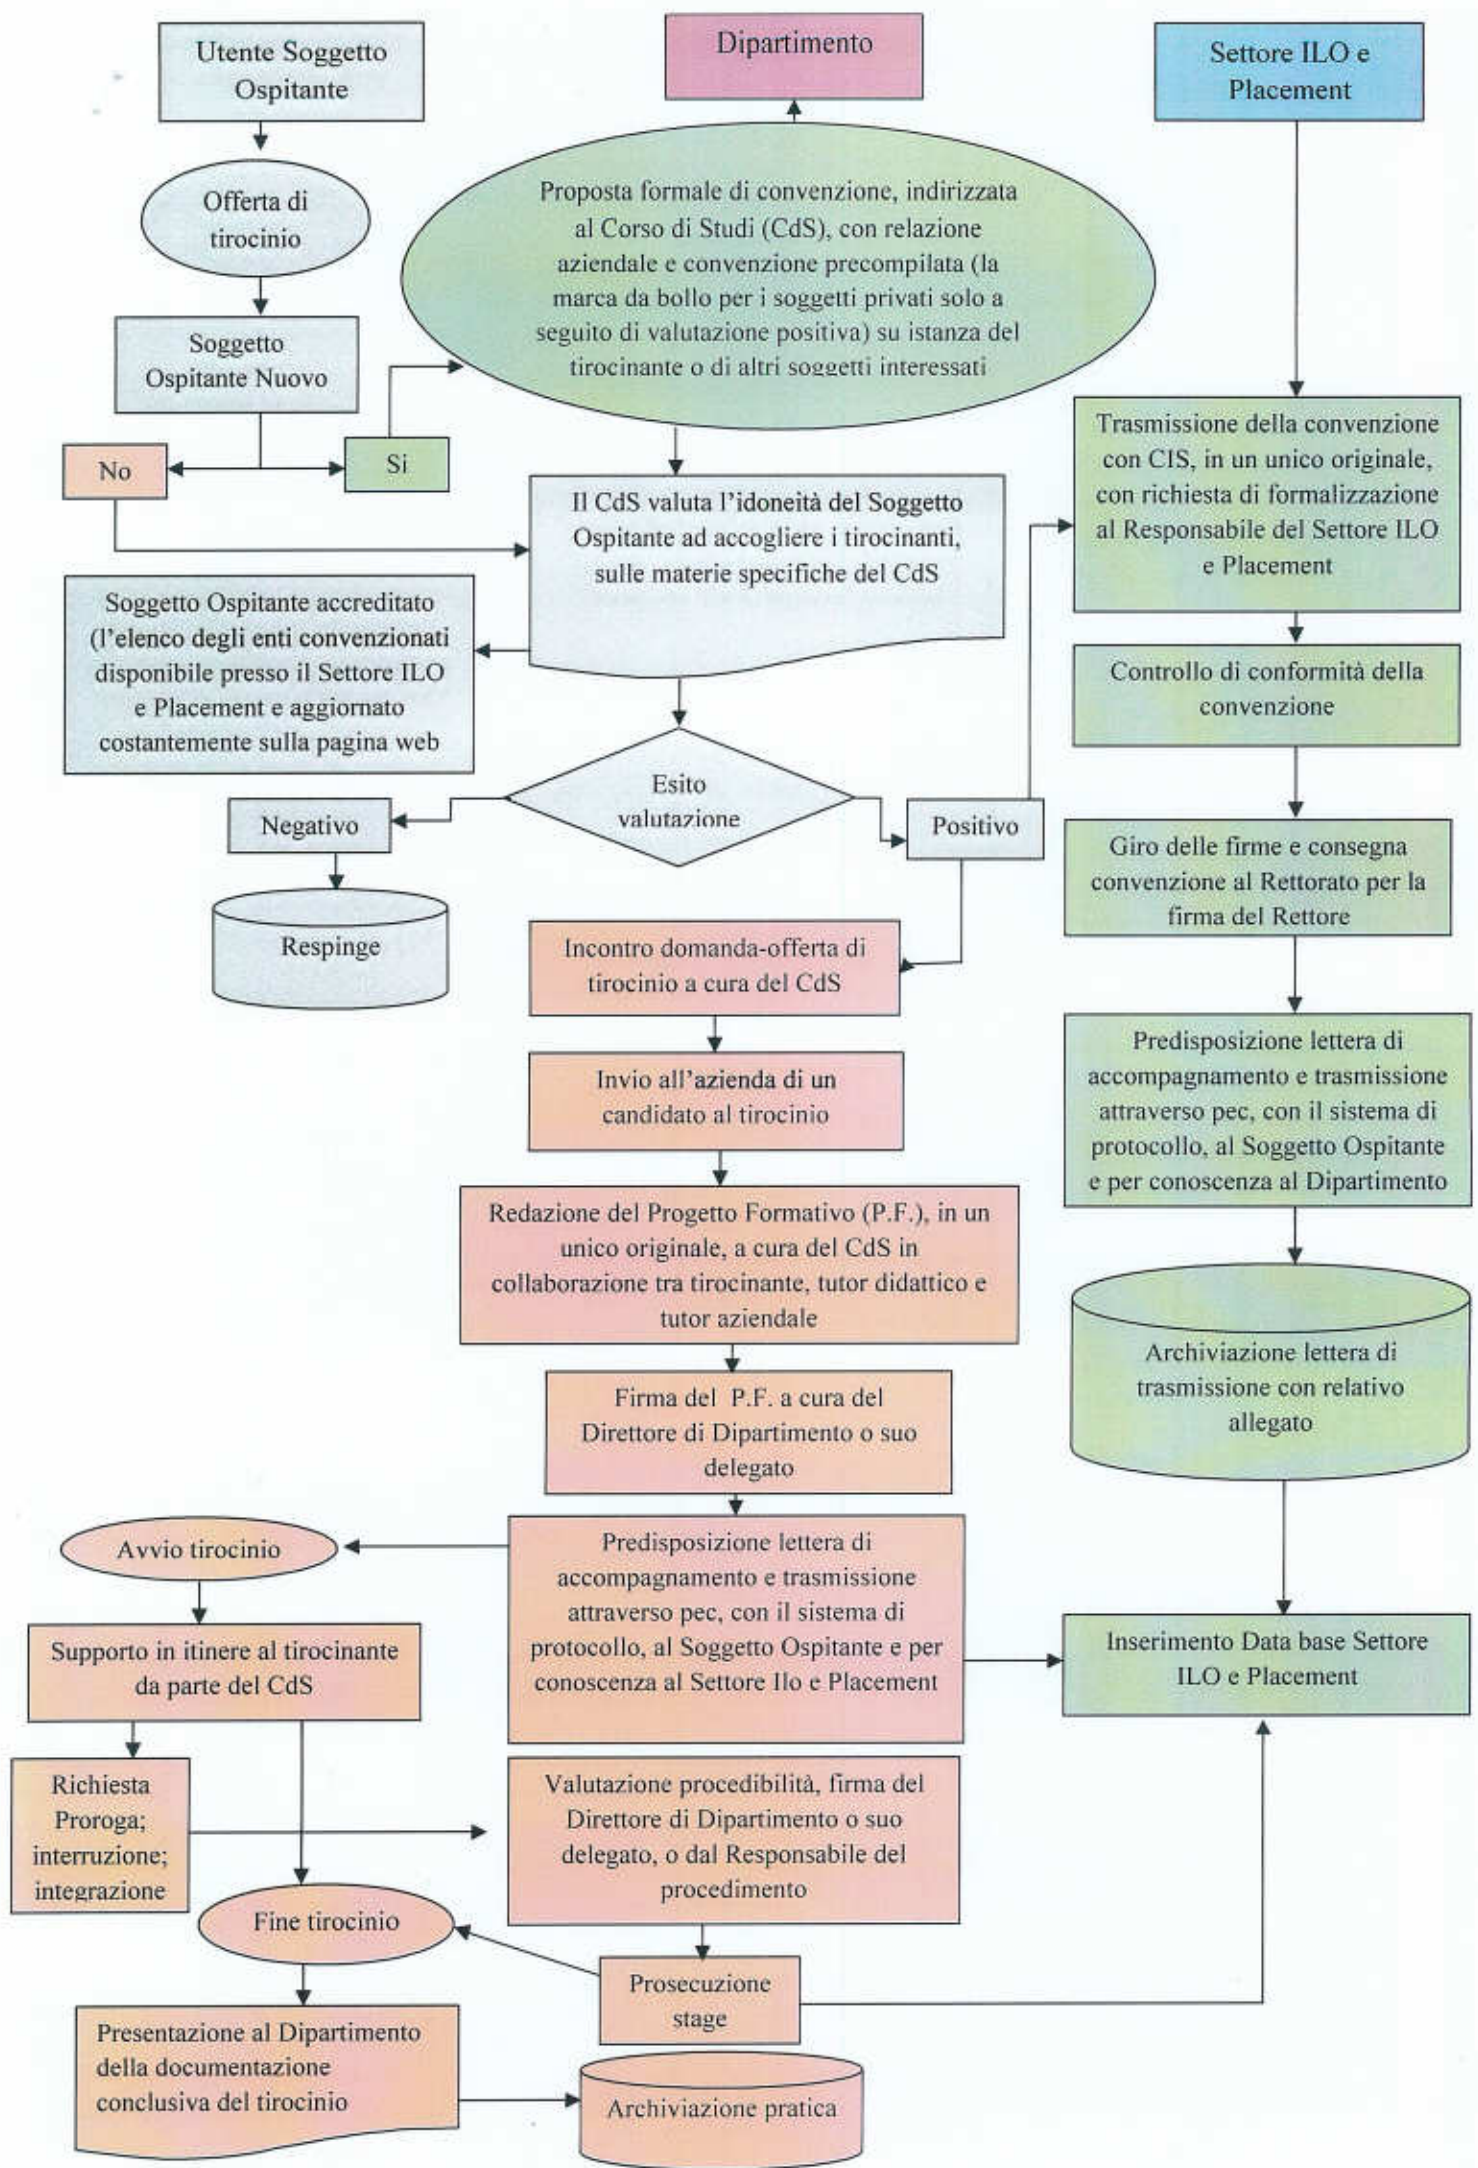 Utente Soggetto
Ospitante
Dipartimento
Settore ILO e
Placement
Offerta di
tirocinio
Proposta formale di convenzione, indirizzata
al Corso di Studi (CdS), con relazione
aziendale e convenzione precompilata (la
marca da bollo per i soggetti privati solo a
seguito di valutazione positiva) su istanza del
tirocinante o di altri soggetti interessati
Soggetto
Ospitante Nuovo
No
Si
Trasmissione della convenzione
con CIS, in un unico originale,
con richiesta di formalizzazione
al Responsabile del Settore ILO
e Placement
Il CdS valuta l'idoneità del Soggetto
Ospitante ad accogliere i tirocinanti,
sulle materie specifiche del CdS
Soggetto Ospitante accreditato
(l'elenco degli enti convenzionati
disponibile presso il Settore ILO
e Placement e aggiornato
costantemente sulla pagina web
Controllo di conformità della
convenzione
Esito
valutazione
Negativo
Positivo
Giro delle firme e consegna
convenzione al Rettorato per la
firma del Rettore
Respinge
Incontro domanda-offerta di
tirocinio a cura del CdS
Predisposizione lettera di
accompagnamento e trasmissione
attraverso pec, con il sistema di
protocollo, al Soggetto Ospitante
e per conoscenza al Dipartimento
Invio all'azienda di un
candidato al tirocinio
Redazione del Progetto Formativo (P.F.), in un
unico originale, a cura del CdS in
collaborazione tra tirocinante, tutor didattico e
tutor aziendale
Archiviazione lettera di
trasmissione con relativo
allegato
Firma del P.F. a cura del
Direttore di Dipartimento o suo
delegato
Avvio tirocinio
Predisposizione lettera di
accompagnamento e trasmissione
attraverso pec, con il sistema di
protocollo, al Soggetto Ospitante e per
conoscenza al Settore Ilo e Placement
Supporto in itinere al tirocinante
da parte del CdS
Inserimento Data base Settore
ILO e Placement
Richiesta
Proroga;
interruzione;
integrazione
Valutazione procedibilità, firma del
Direttore di Dipartimento o suo
delegato, o dal Responsabile del
procedimento
Fine tirocinio
Prosecuzione
stage
Presentazione al Dipartimento
della documentazione
conclusiva del tirocinio
Archiviazione pratica